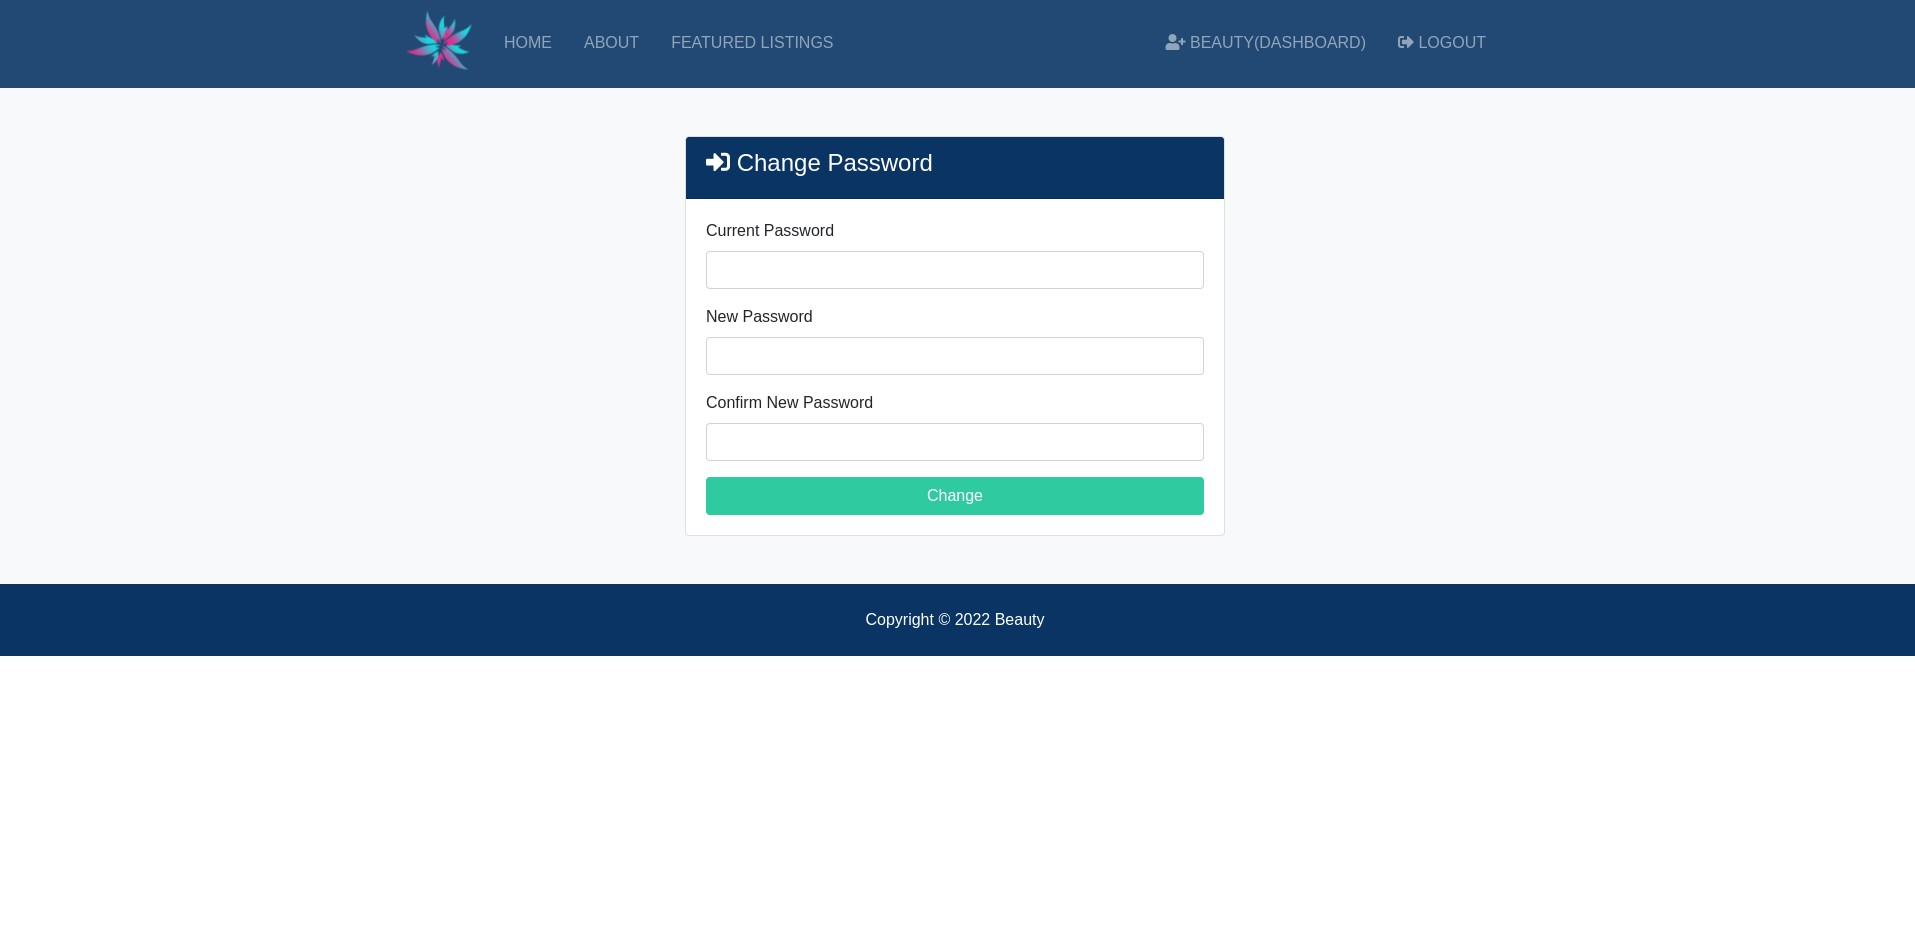 HOME ABOUT FEATURED LISTINGS BEAUTY(DASHBOARD) LOGOUT
Change Password
Current Password
New Password
Confirm New Password
Change
Copyright © 2022 Beauty